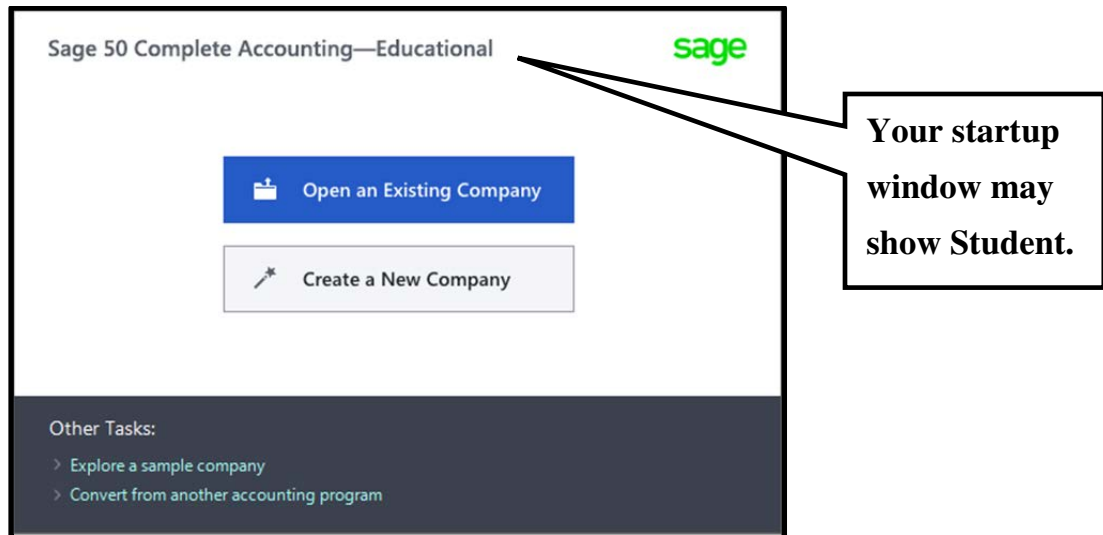 Sage 50 Complete Accounting—Educational
sage
Your startup
window may
show Student.
Open an Existing Company
Create a New Company
Other Tasks:
> Explore a sample company
> Convert from another accounting program